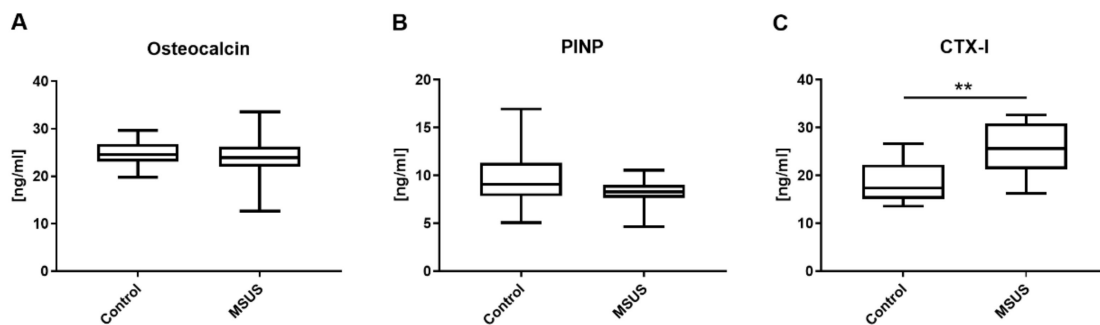 A
Osteocalcin
[ng/ml]
40
30
20
10
0
Control
MSUS
B
PINP
[ng/ml]
20
15
10
5
0
Control
MSUS
C
CTX-I
**
[ng/ml]
40
30
20
10
0
Control
MSUS